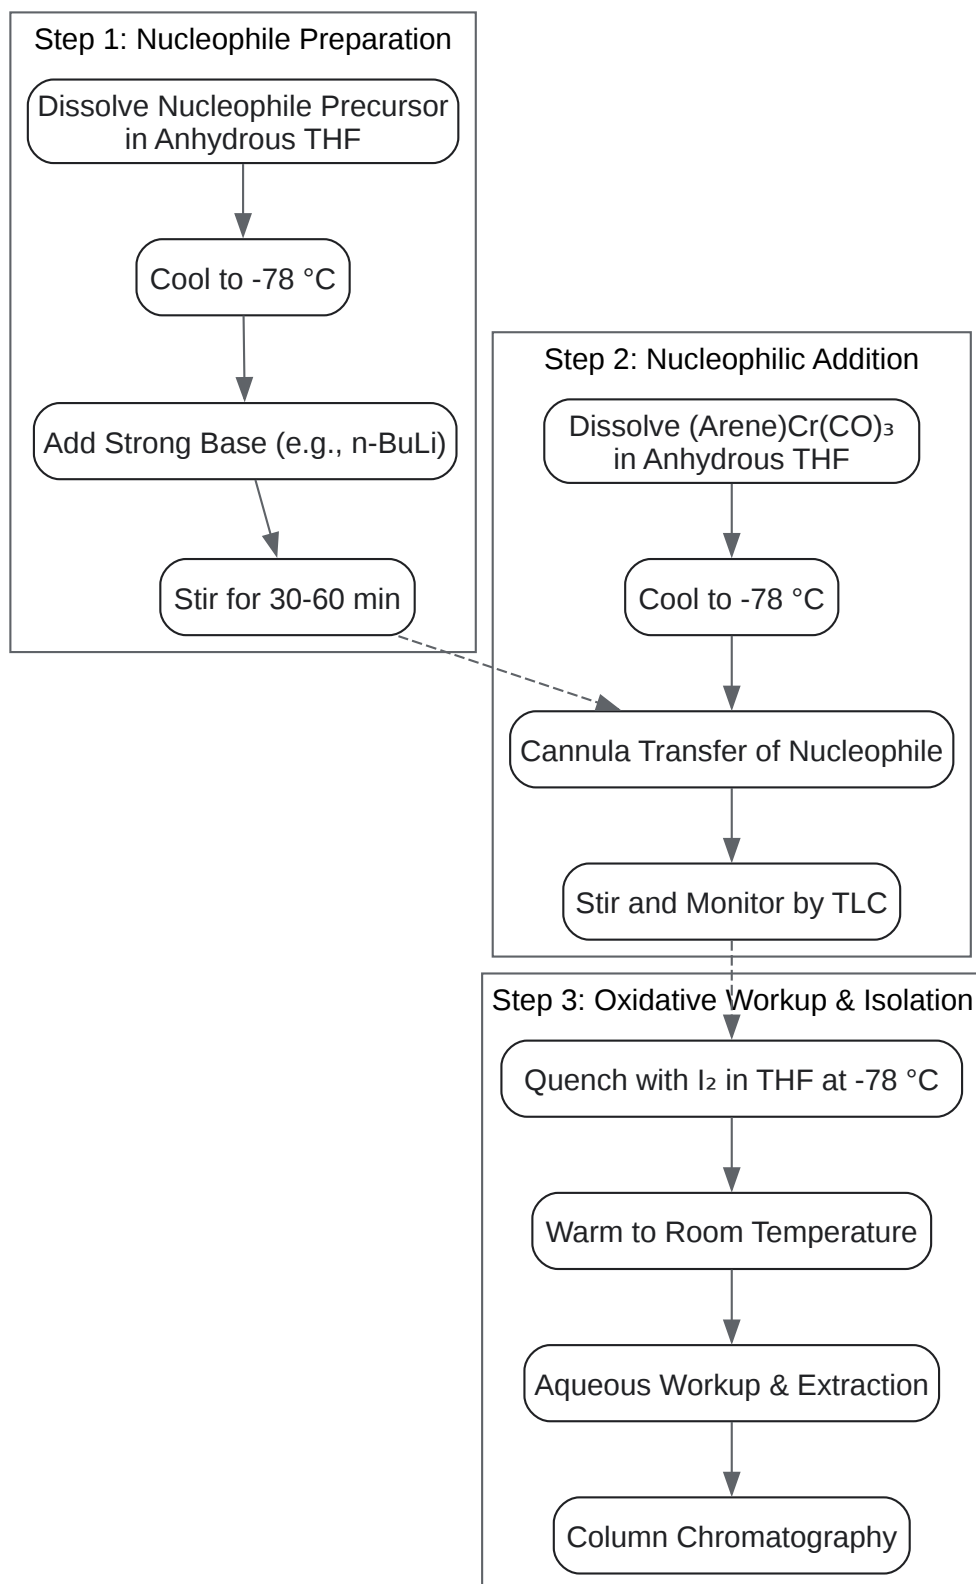 Step 1: Nucleophile Preparation
Dissolve Nucleophile Precursor
in Anhydrous THF
Cool to -78 °C
Add Strong Base (e.g., n-BuLi)
Stir for 30-60 min
Step 2: Nucleophilic Addition
Dissolve (Arene)Cr(CO)₃
in Anhydrous THF
Cool to -78 °C
Cannula Transfer of Nucleophile
Stir and Monitor by TLC
Step 3: Oxidative Workup & Isolation
Quench with I₂ in THF at -78 °C
Warm to Room Temperature
Aqueous Workup & Extraction
Column Chromatography